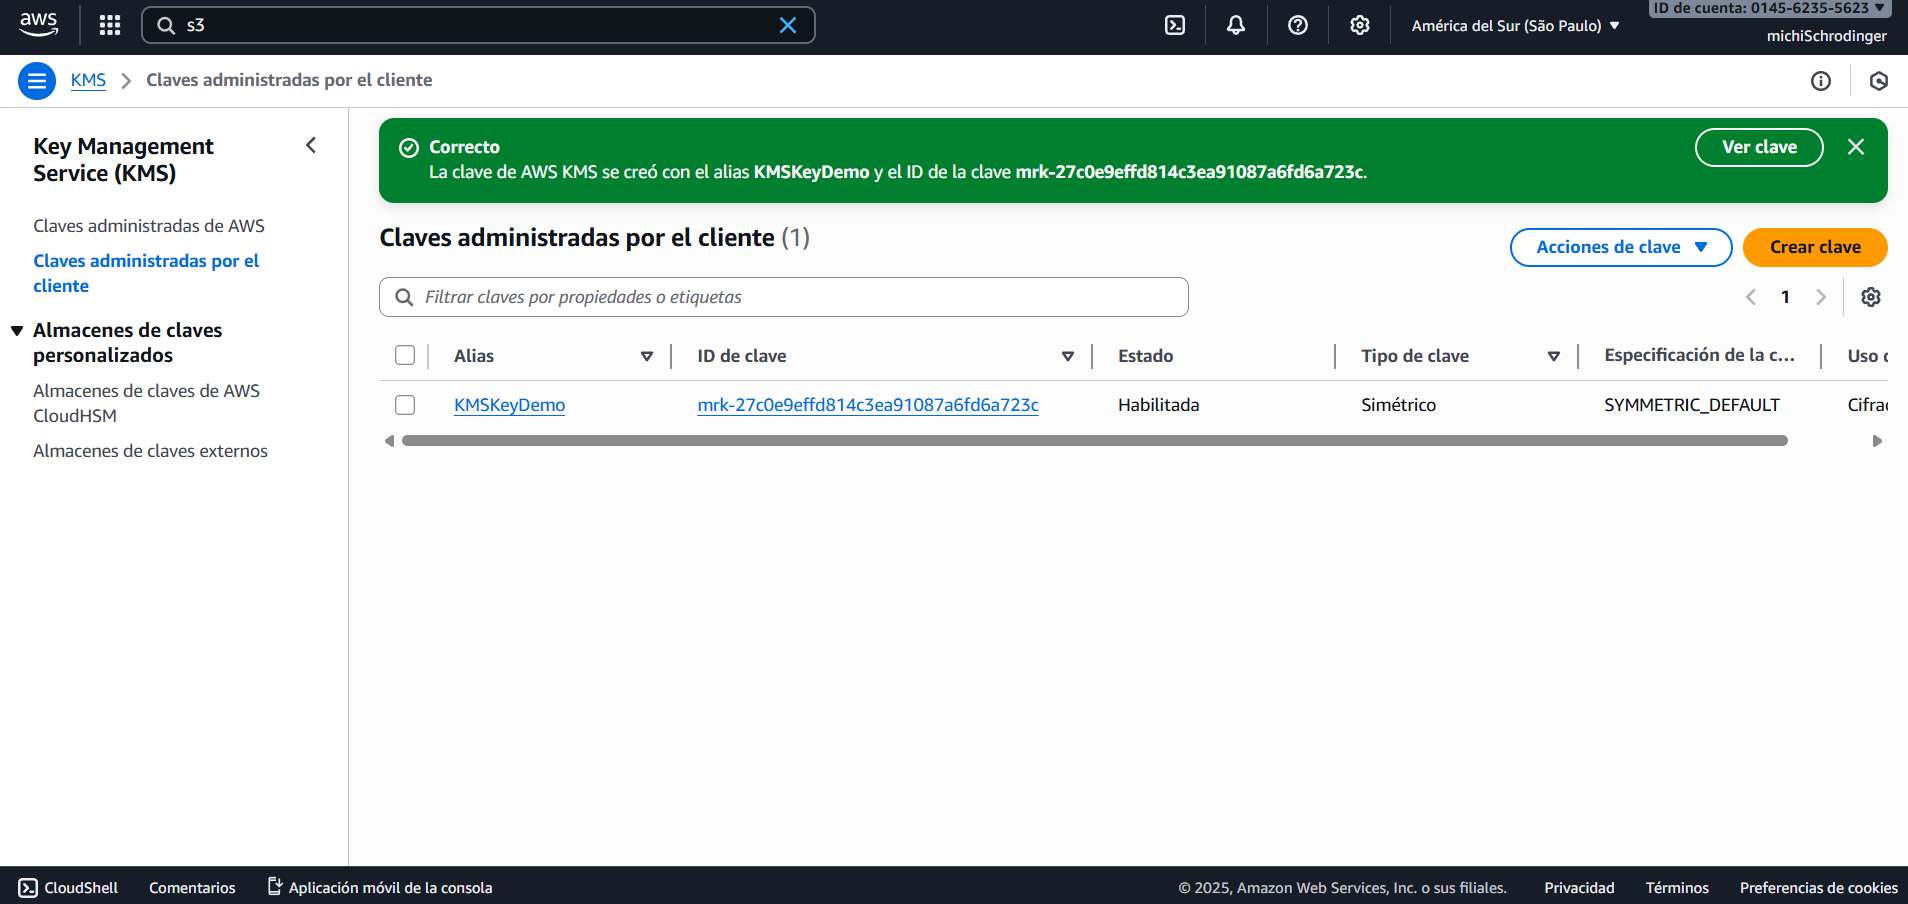 aws
s3
América del Sur (São Paulo)
ID de cuenta: 0145-6235-5623
michiSchrodinger
KMS
Claves administradas por el cliente
Key Management
Service (KMS)
Claves administradas de AWS
Claves administradas por el
cliente
Almacenes de claves
personalizados
Almacenes de claves de AWS
CloudHSM
Almacenes de claves externos
Correcto
La clave de AWS KMS se creó con el alias KMSKeyDemo y el ID de la clave mrk-27c0e9effd814c3ea91087a6fd6a723c.
Ver clave
Claves administradas por el cliente (1)
Acciones de clave
Crear clave
Filtrar claves por propiedades o etiquetas
1
Alias
ID de clave
Estado
Tipo de clave
Especificación de la c...
Uso
KMSKeyDemo
mrk-27c0e9effd814c3ea91087a6fd6a723c
Habilitada
Simétrico
SYMMETRIC_DEFAULT
CloudShell
Comentarios
Aplicación móvil de la consola
© 2025, Amazon Web Services, Inc. o sus filiales.
Privacidad
Términos
Preferencias de cookies